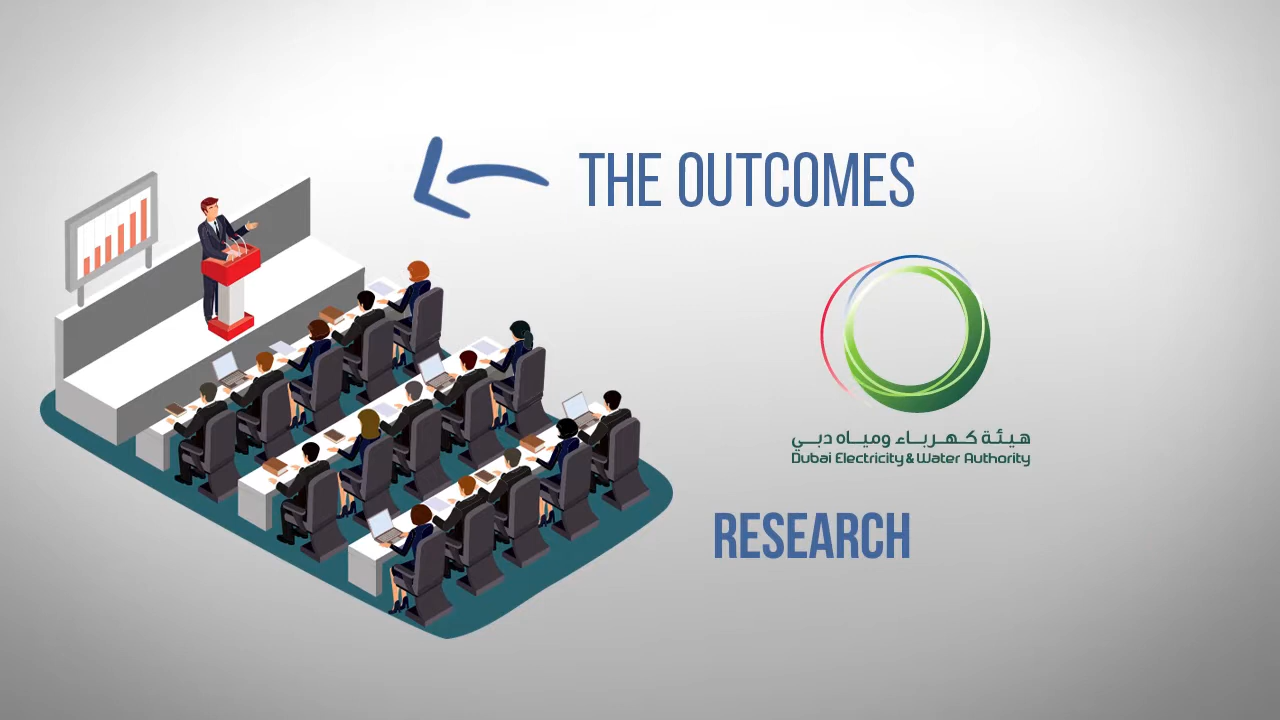 THE OUTCOMES
هيئة كهرباء ومياه دبي
Dubai Electricity & Water Authority
RESEARCH